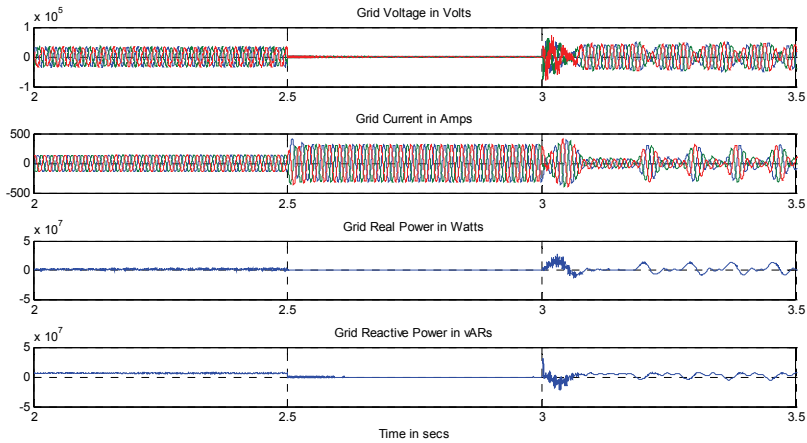 Grid Voltage in Volts
x 10^5
1
0
-1
2 2.5 3 3.5
Grid Current in Amps
500
0
-500
2 2.5 3 3.5
Grid Real Power in Watts
x 10^7
5
0
-5
2 2.5 3 3.5
Grid Reactive Power in vARs
x 10^7
5
0
-5
2 2.5 3 3.5
Time in secs